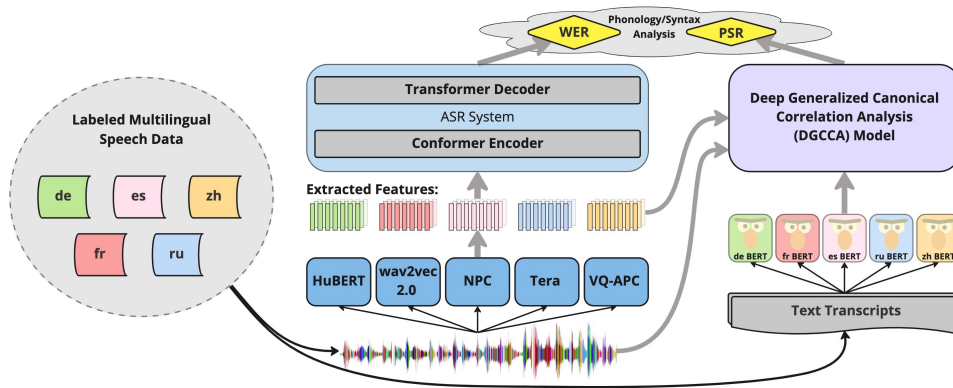 Phonology/Syntax
Analysis
WER
PSR
Transformer Decoder
ASR System
Conformer Encoder
Deep Generalized Canonical
Correlation Analysis
(DGCCA) Model
Labeled Multilingual
Speech Data
de
es
zh
fr
ru
Extracted Features:
HuBERT
wav2vec
2.0
NPC
Tera
VQ-APC
de BERT
fr BERT
es BERT
ru BERT
zh BERT
Text Transcripts